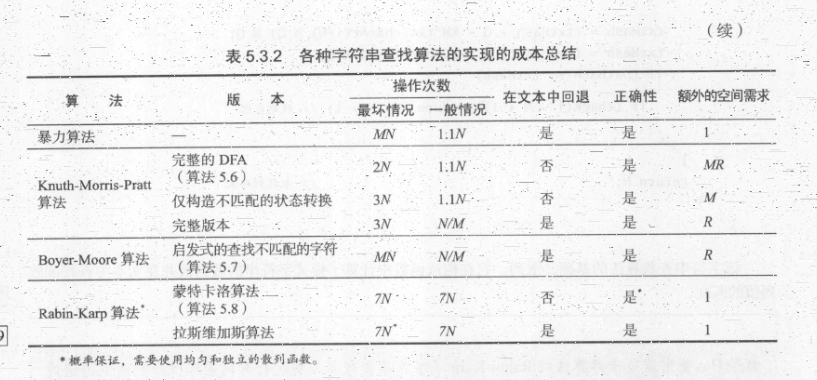 （续）
表 5.3.2 各种字符串查找算法的实现的成本总结
算 法 版 本 操作次数 在文本中回退 正确性 额外的空间需求
最坏情况 一般情况
暴力算法 — MN 1.1N 是 是 1
Knuth-Morris-Pratt 算法 完整的 DFA（算法 5.6） 2N 1.1N 否 是 MR
仅构造不匹配的状态转换 3N 1.1N 否 是 M
完整版本 3N N/M 是 是 R
Boyer-Moore 算法 启发式的查找不匹配的字符（算法 5.7） MN N/M 是 是 R
Rabin-Karp 算法* 蒙特卡洛算法（算法 5.8） 7N 7N 否 是* 1
拉斯维加斯算法 7N* 7N 是 是 1
* 概率保证，需要使用均匀和独立的散列函数。